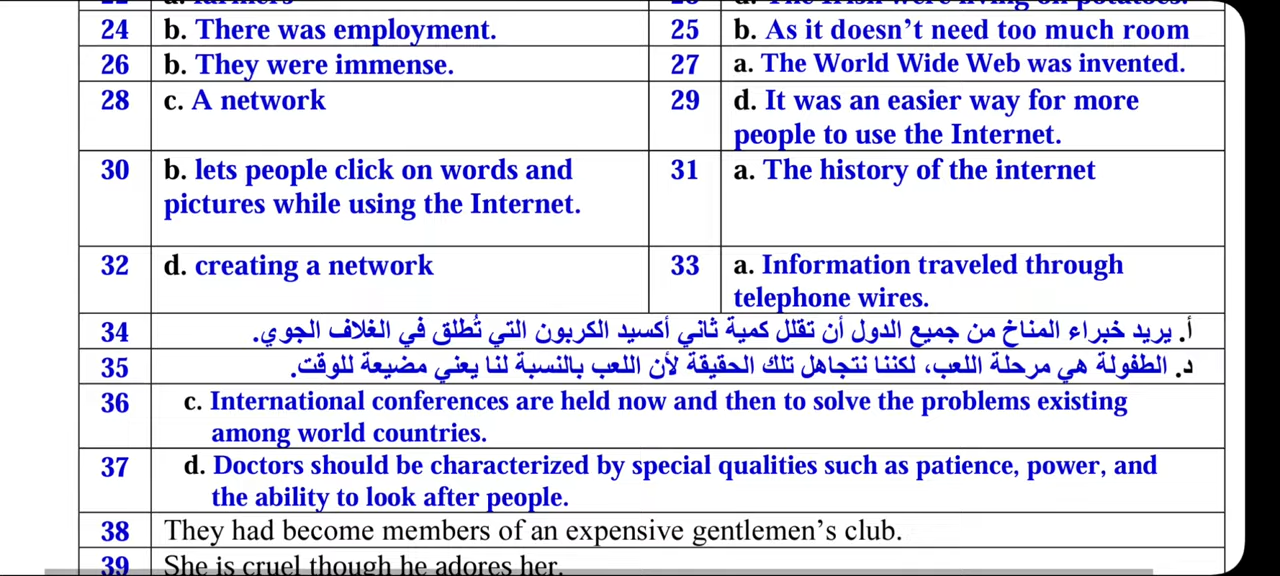 24 b. There was employment. 25 b. As it doesn't need too much room
26 b. They were immense. 27 a. The World Wide Web was invented.
28 c. A network 29 d. It was an easier way for more
people to use the Internet.
30 b. lets people click on words and 31 a. The history of the internet
pictures while using the Internet.
32 d. creating a network 33 a. Information traveled through
telephone wires.
34 أ. يريد خبراء المناخ من جميع الدول أن تقلل كمية ثاني أكسيد الكربون التي تُطلق في الغلاف الجوي.
35 د. الطفولة هي مرحلة اللعب، لكننا نتجاهل تلك الحقيقة لأن اللعب بالنسبة لنا يعني مضيعة للوقت.
36 c. International conferences are held now and then to solve the problems existing
among world countries.
37 d. Doctors should be characterized by special qualities such as patience, power, and
the ability to look after people.
38 They had become members of an expensive gentlemen's club.
39 She is cruel though he adores her.